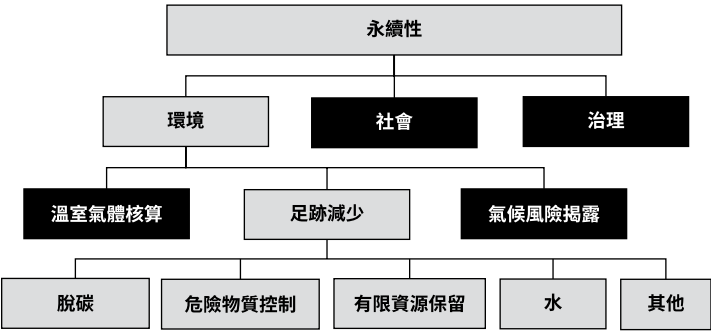 永續性
環境
社會
治理
溫室氣體核算
足跡減少
氣候風險揭露
脫碳
危險物質控制
有限資源保留
水
其他